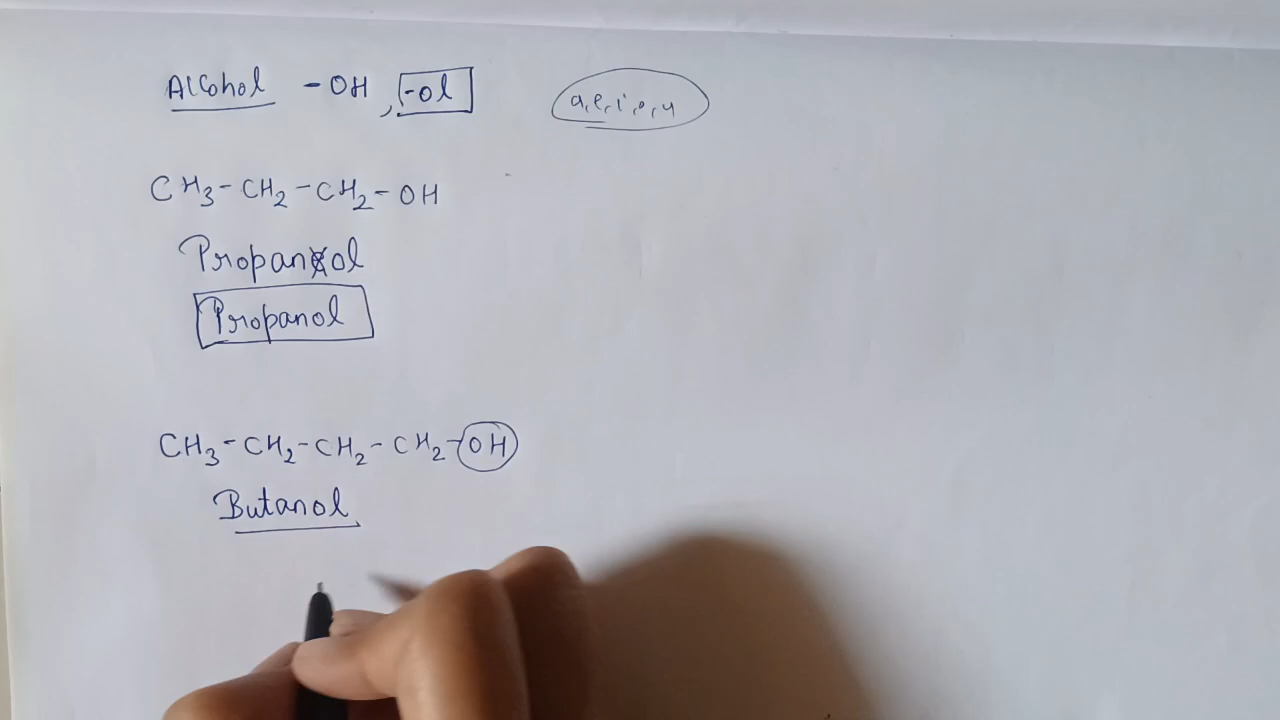 Alcohol -OH, -ol
a,e,i,o,u
CH₃-CH₂-CH₂-OH
Propaneol
Propanol
CH₃-CH₂-CH₂-CH₂-OH
Butanol